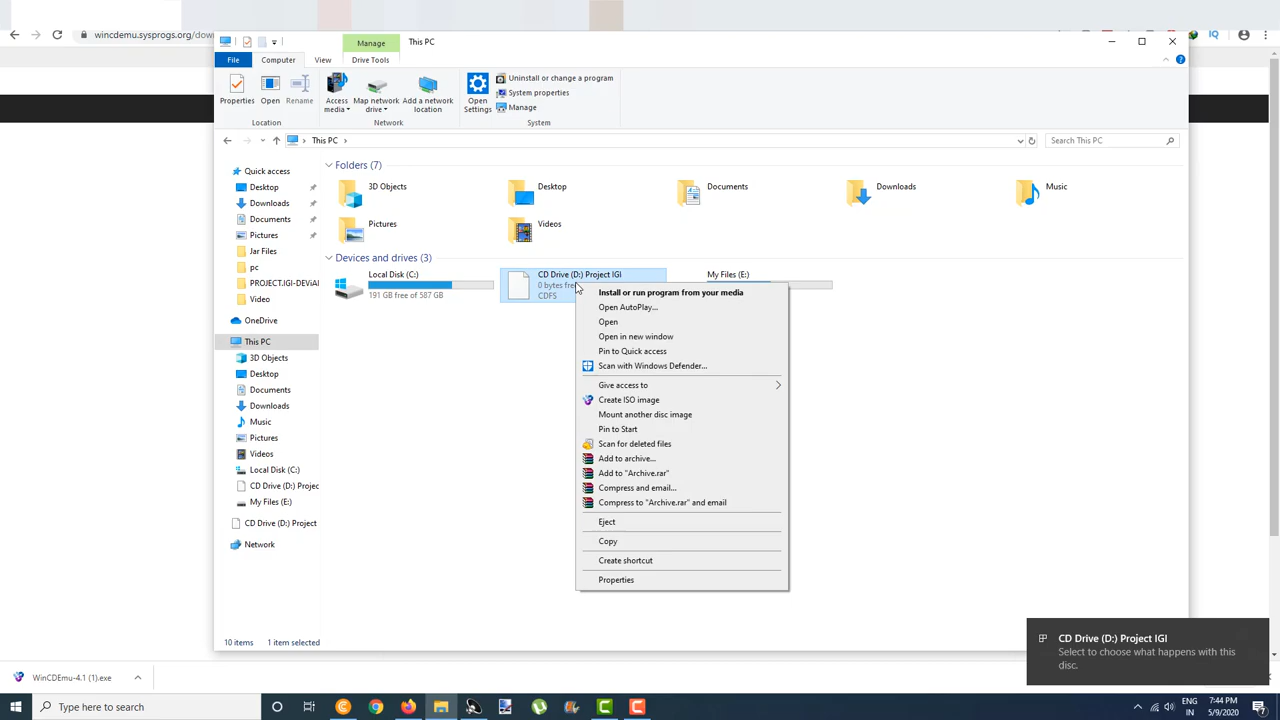 wincdemu.sysprogs.org/dow
Manage
This PC
File
Computer
View
Drive Tools
Properties
Open
Rename
Access media
Map network drive
Add a network location
Open Settings
Uninstall or change a program
System properties
Manage
Location
Network
System
This PC
Search This PC
Quick access
Desktop
Downloads
Documents
Pictures
Jar Files
pc
PROJECT.IGI-DEViA
Video
OneDrive
This PC
3D Objects
Desktop
Documents
Downloads
Music
Pictures
Videos
Local Disk (C:)
CD Drive (D:) Projec
My Files (E:)
CD Drive (D:) Project
Network
Folders (7)
3D Objects
Desktop
Documents
Downloads
Music
Pictures
Videos
Devices and drives (3)
Local Disk (C:)
191 GB free of 587 GB
CD Drive (D:) Project IGI
0 bytes fre
CDFS
My Files (E:)
Install or run program from your media
Open AutoPlay...
Open
Open in new window
Pin to Quick access
Scan with Windows Defender...
Give access to
Create ISO image
Mount another disc image
Pin to Start
Scan for deleted files
Add to archive...
Add to "Archive.rar"
Compress and email...
Compress to "Archive.rar" and email
Eject
Copy
Create shortcut
Properties
10 items
1 item selected
CD Drive (D:) Project IGI
Select to choose what happens with this
disc.
WinCDEmu-4.1 (1).exe
Type here to search
ENG
IN
7:44 PM
5/9/2020